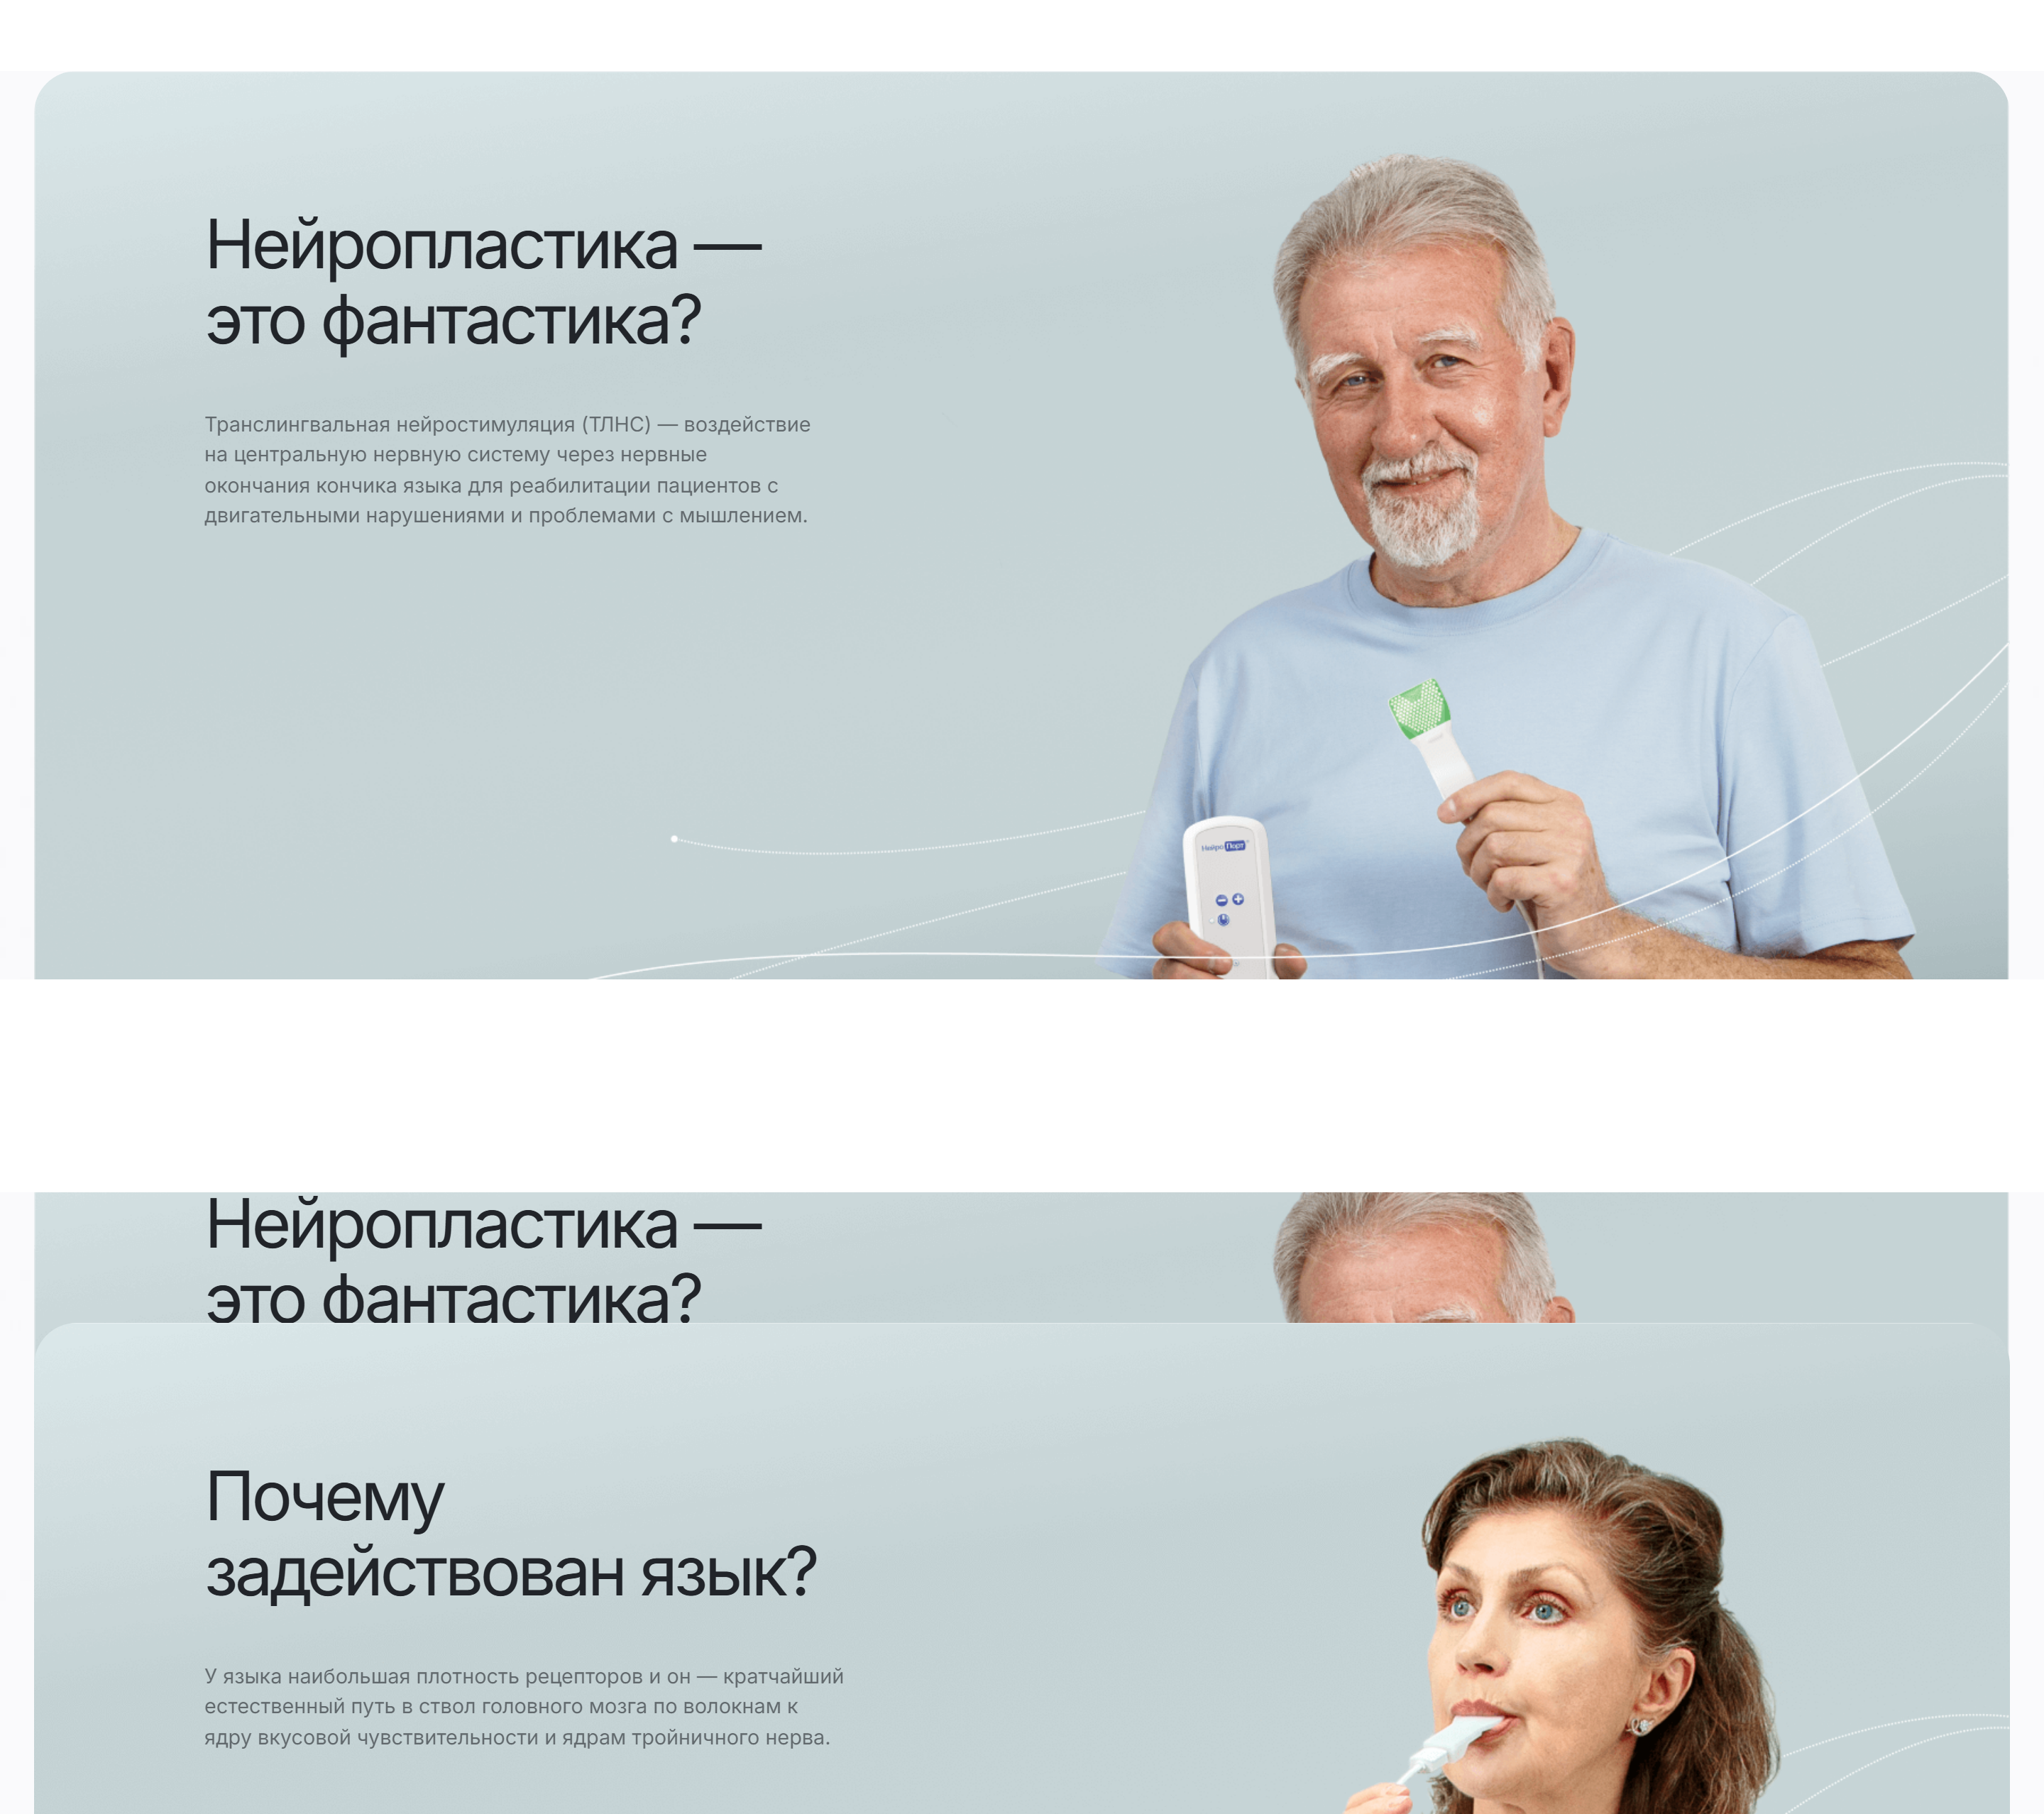 Нейропластика —
это фантастика?
Транслингвальная нейростимуляция (ТЛНС) — воздействие
на центральную нервную систему через нервные
окончания кончика языка для реабилитации пациентов с
двигательными нарушениями и проблемами с мышлением.
Нейро Порт
Нейропластика —
это фантастика?
Почему
задействован язык?
У языка наибольшая плотность рецепторов и он — кратчайший
естественный путь в ствол головного мозга по волокнам к
ядру вкусовой чувствительности и ядрам тройничного нерва.